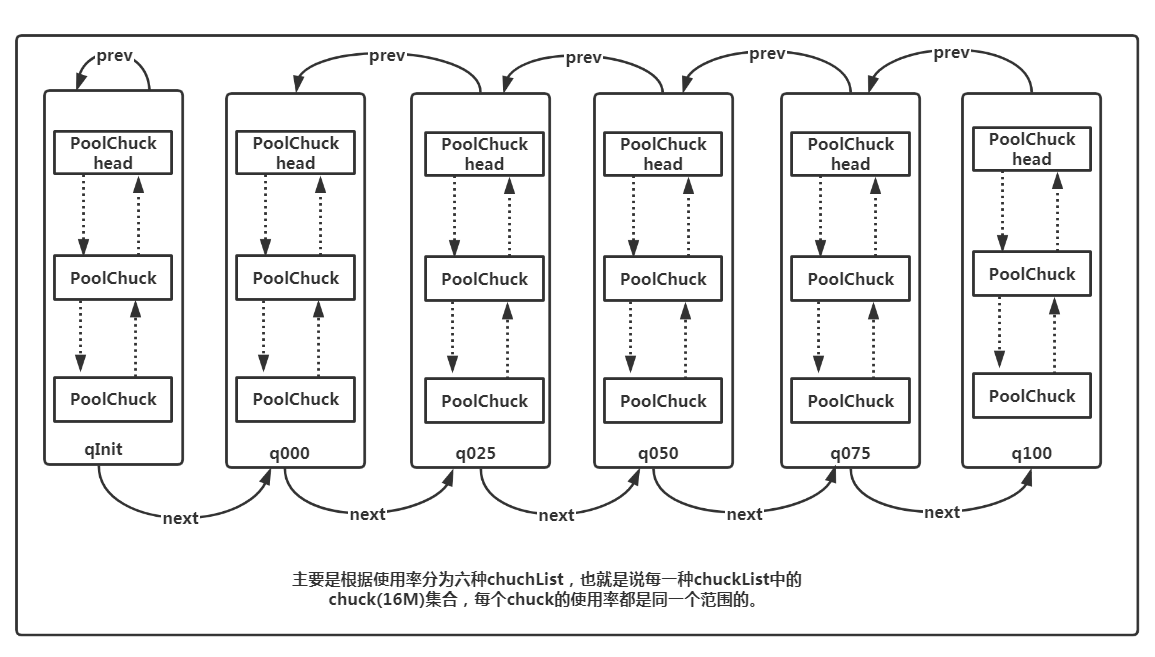 prev
prev
prev
prev
prev
PoolChuck
head
PoolChuck
head
PoolChuck
head
PoolChuck
head
PoolChuck
head
PoolChuck
head
PoolChuck
PoolChuck
PoolChuck
PoolChuck
PoolChuck
PoolChuck
PoolChuck
PoolChuck
PoolChuck
PoolChuck
PoolChuck
PoolChuck
qInit
q000
q025
q050
q075
q100
next
next
next
next
next
主要是根据使用率分为六种chuchList，也就是说每一种chuckList中的
chuck(16M)集合，每个chuck的使用率都是同一个范围的。